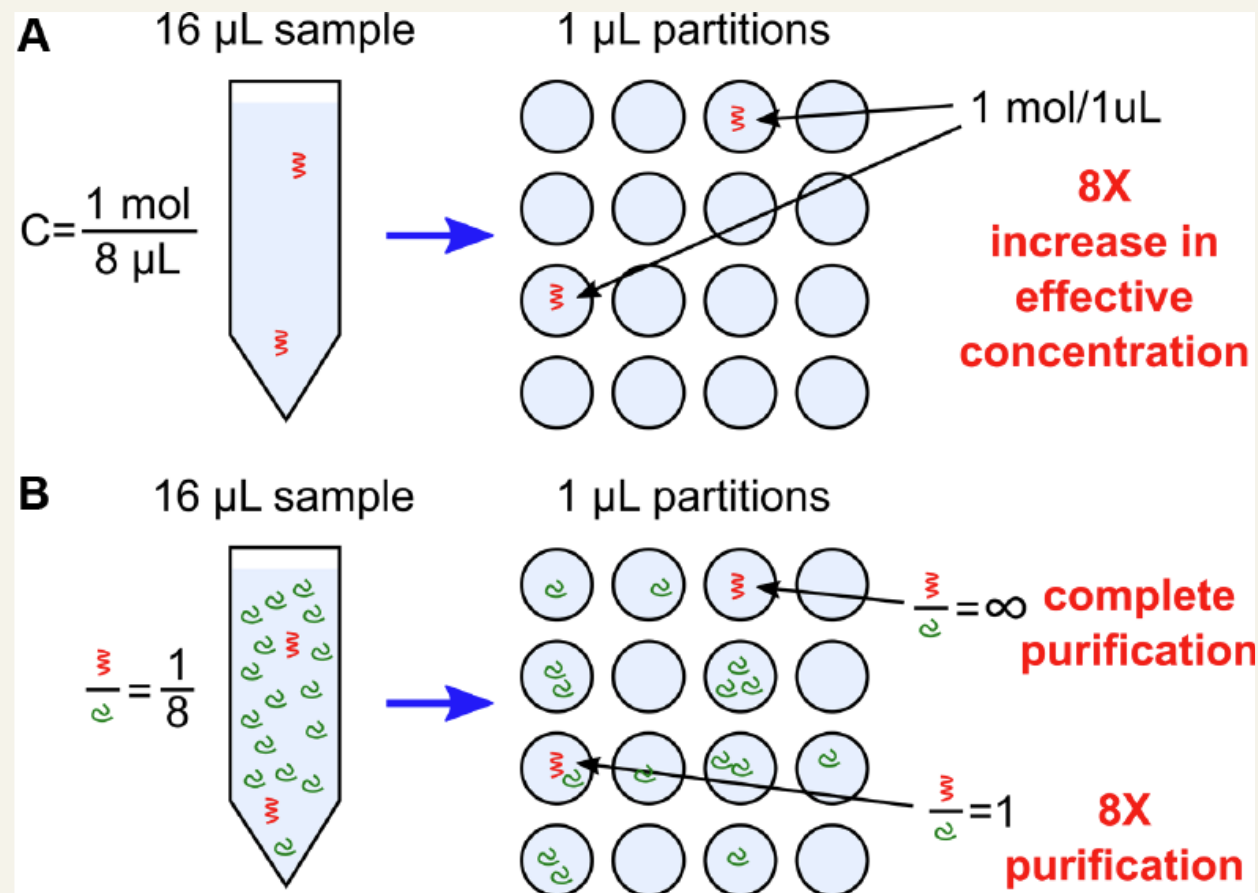 A
16 µL sample
1 µL partitions
C=
1 mol
8 µL
1 mol/1uL
8X
increase in
effective
concentration
B
16 µL sample
1 µL partitions
=
1
8
=∞
complete
purification
=1
8X
purification